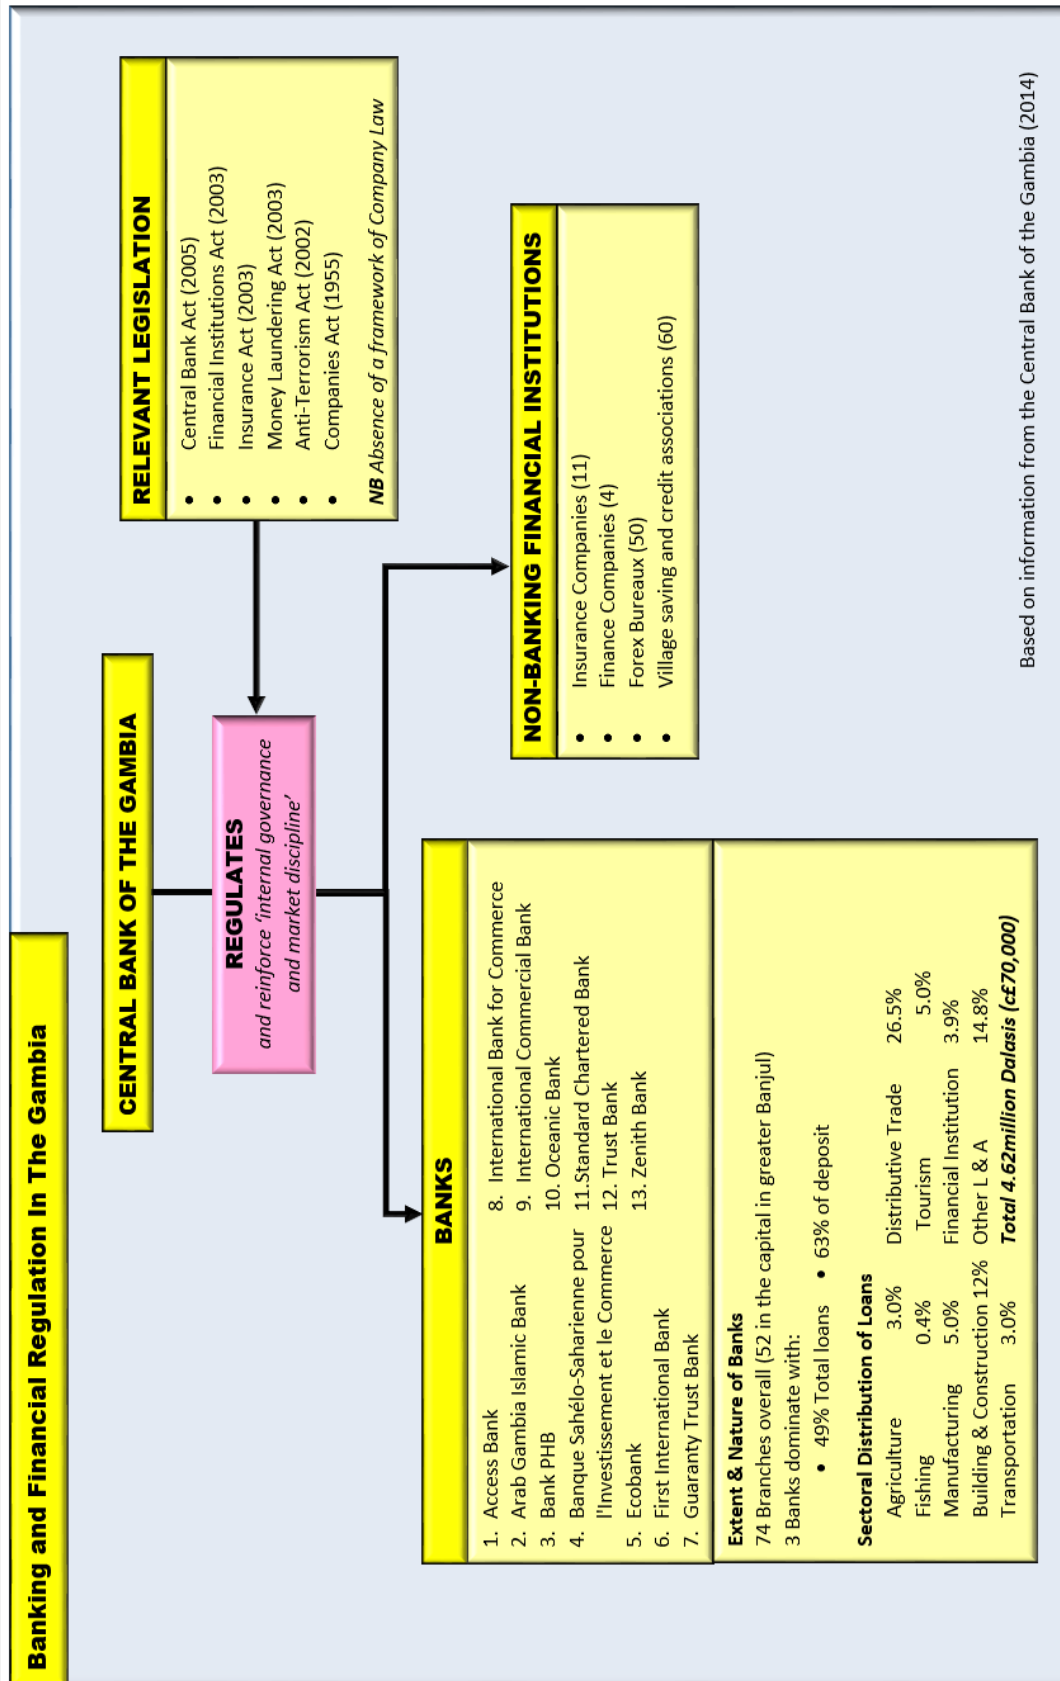 Banking and Financial Regulation In The Gambia
CENTRAL BANK OF THE GAMBIA
REGULATES
and reinforce ‘internal governance
and market discipline’
RELEVANT LEGISLATION
• Central Bank Act (2005)
• Financial Institutions Act (2003)
• Insurance Act (2003)
• Money Laundering Act (2003)
• Anti-Terrorism Act (2002)
• Companies Act (1955)
NB Absence of a framework of Company Law
BANKS
1. Access Bank
2. Arab Gambia Islamic Bank
3. Bank PHB
4. Banque Sahélo-Saharienne pour
l'Investissement et le Commerce
5. Ecobank
6. First International Bank
7. Guaranty Trust Bank
8. International Bank for Commerce
9. International Commercial Bank
10. Oceanic Bank
11.Standard Chartered Bank
12. Trust Bank
13. Zenith Bank
Extent & Nature of Banks
74 Branches overall (52 in the capital in greater Banjul)
3 Banks dominate with:
• 49% Total loans • 63% of deposit
Sectoral Distribution of Loans
Agriculture 3.0% Distributive Trade 26.5%
Fishing 0.4% Tourism 5.0%
Manufacturing 5.0% Financial Institution 3.9%
Building & Construction 12% Other L & A 14.8%
Transportation 3.0% Total 4.62million Dalasis (c£70,000)
NON-BANKING FINANCIAL INSTITUTIONS
• Insurance Companies (11)
• Finance Companies (4)
• Forex Bureaux (50)
• Village saving and credit associations (60)
Based on information from the Central Bank of the Gambia (2014)